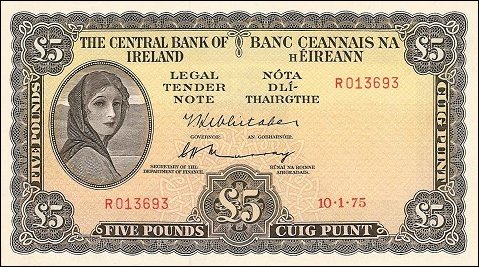 £5 THE CENTRAL BANK OF IRELAND BANC CEANNAIS NA hÉIREANN £5
LEGAL TENDER NOTE
NÓTA DLÍ-THAIRGTHE
R013693
FIVE POUNDS
CÚIG PUINT
GOVERNOR. AN GOBHARNÓIR.
SECRETARY OF THE DEPARTMENT OF FINANCE.
RÚNAÍ NA ROINNE AIRGEADAIS.
R013693
10·1·75
£5 £5 £5
FIVE POUNDS CÚIG PUINT